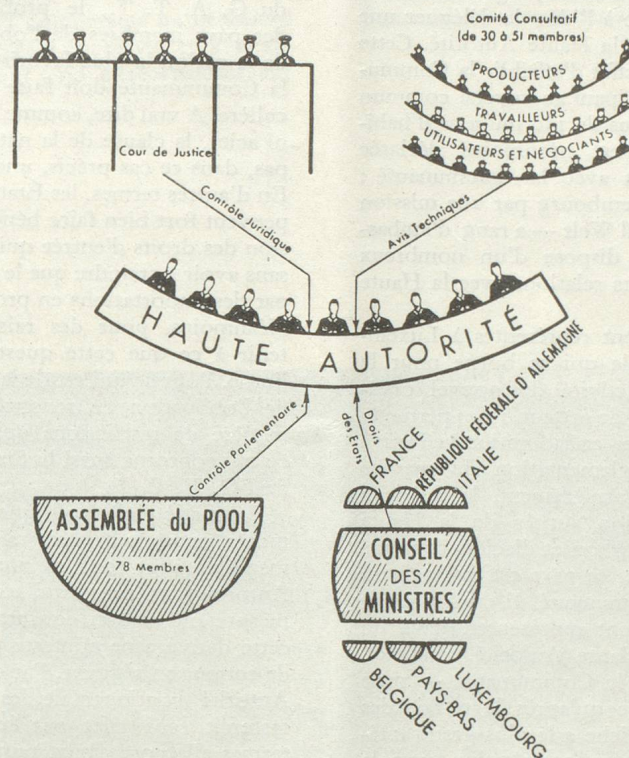 Comité Consultatif
(de 30 à 51 membres)
PRODUCTEURS
TRAVAILLEURS
UTILISATEURS ET NÉGOCIANTS
Cour de Justice
Contrôle Juridique
Avis Techniques
HAUTE AUTORITÉ
Contrôle Parlementaire
Droits
des Etats
FRANCE
RÉPUBLIQUE FÉDÉRALE D'ALLEMAGNE
ITALIE
ASSEMBLÉE du POOL
78 Membres
CONSEIL
DES
MINISTRES
BELGIQUE
PAYS-BAS
LUXEMBOURG